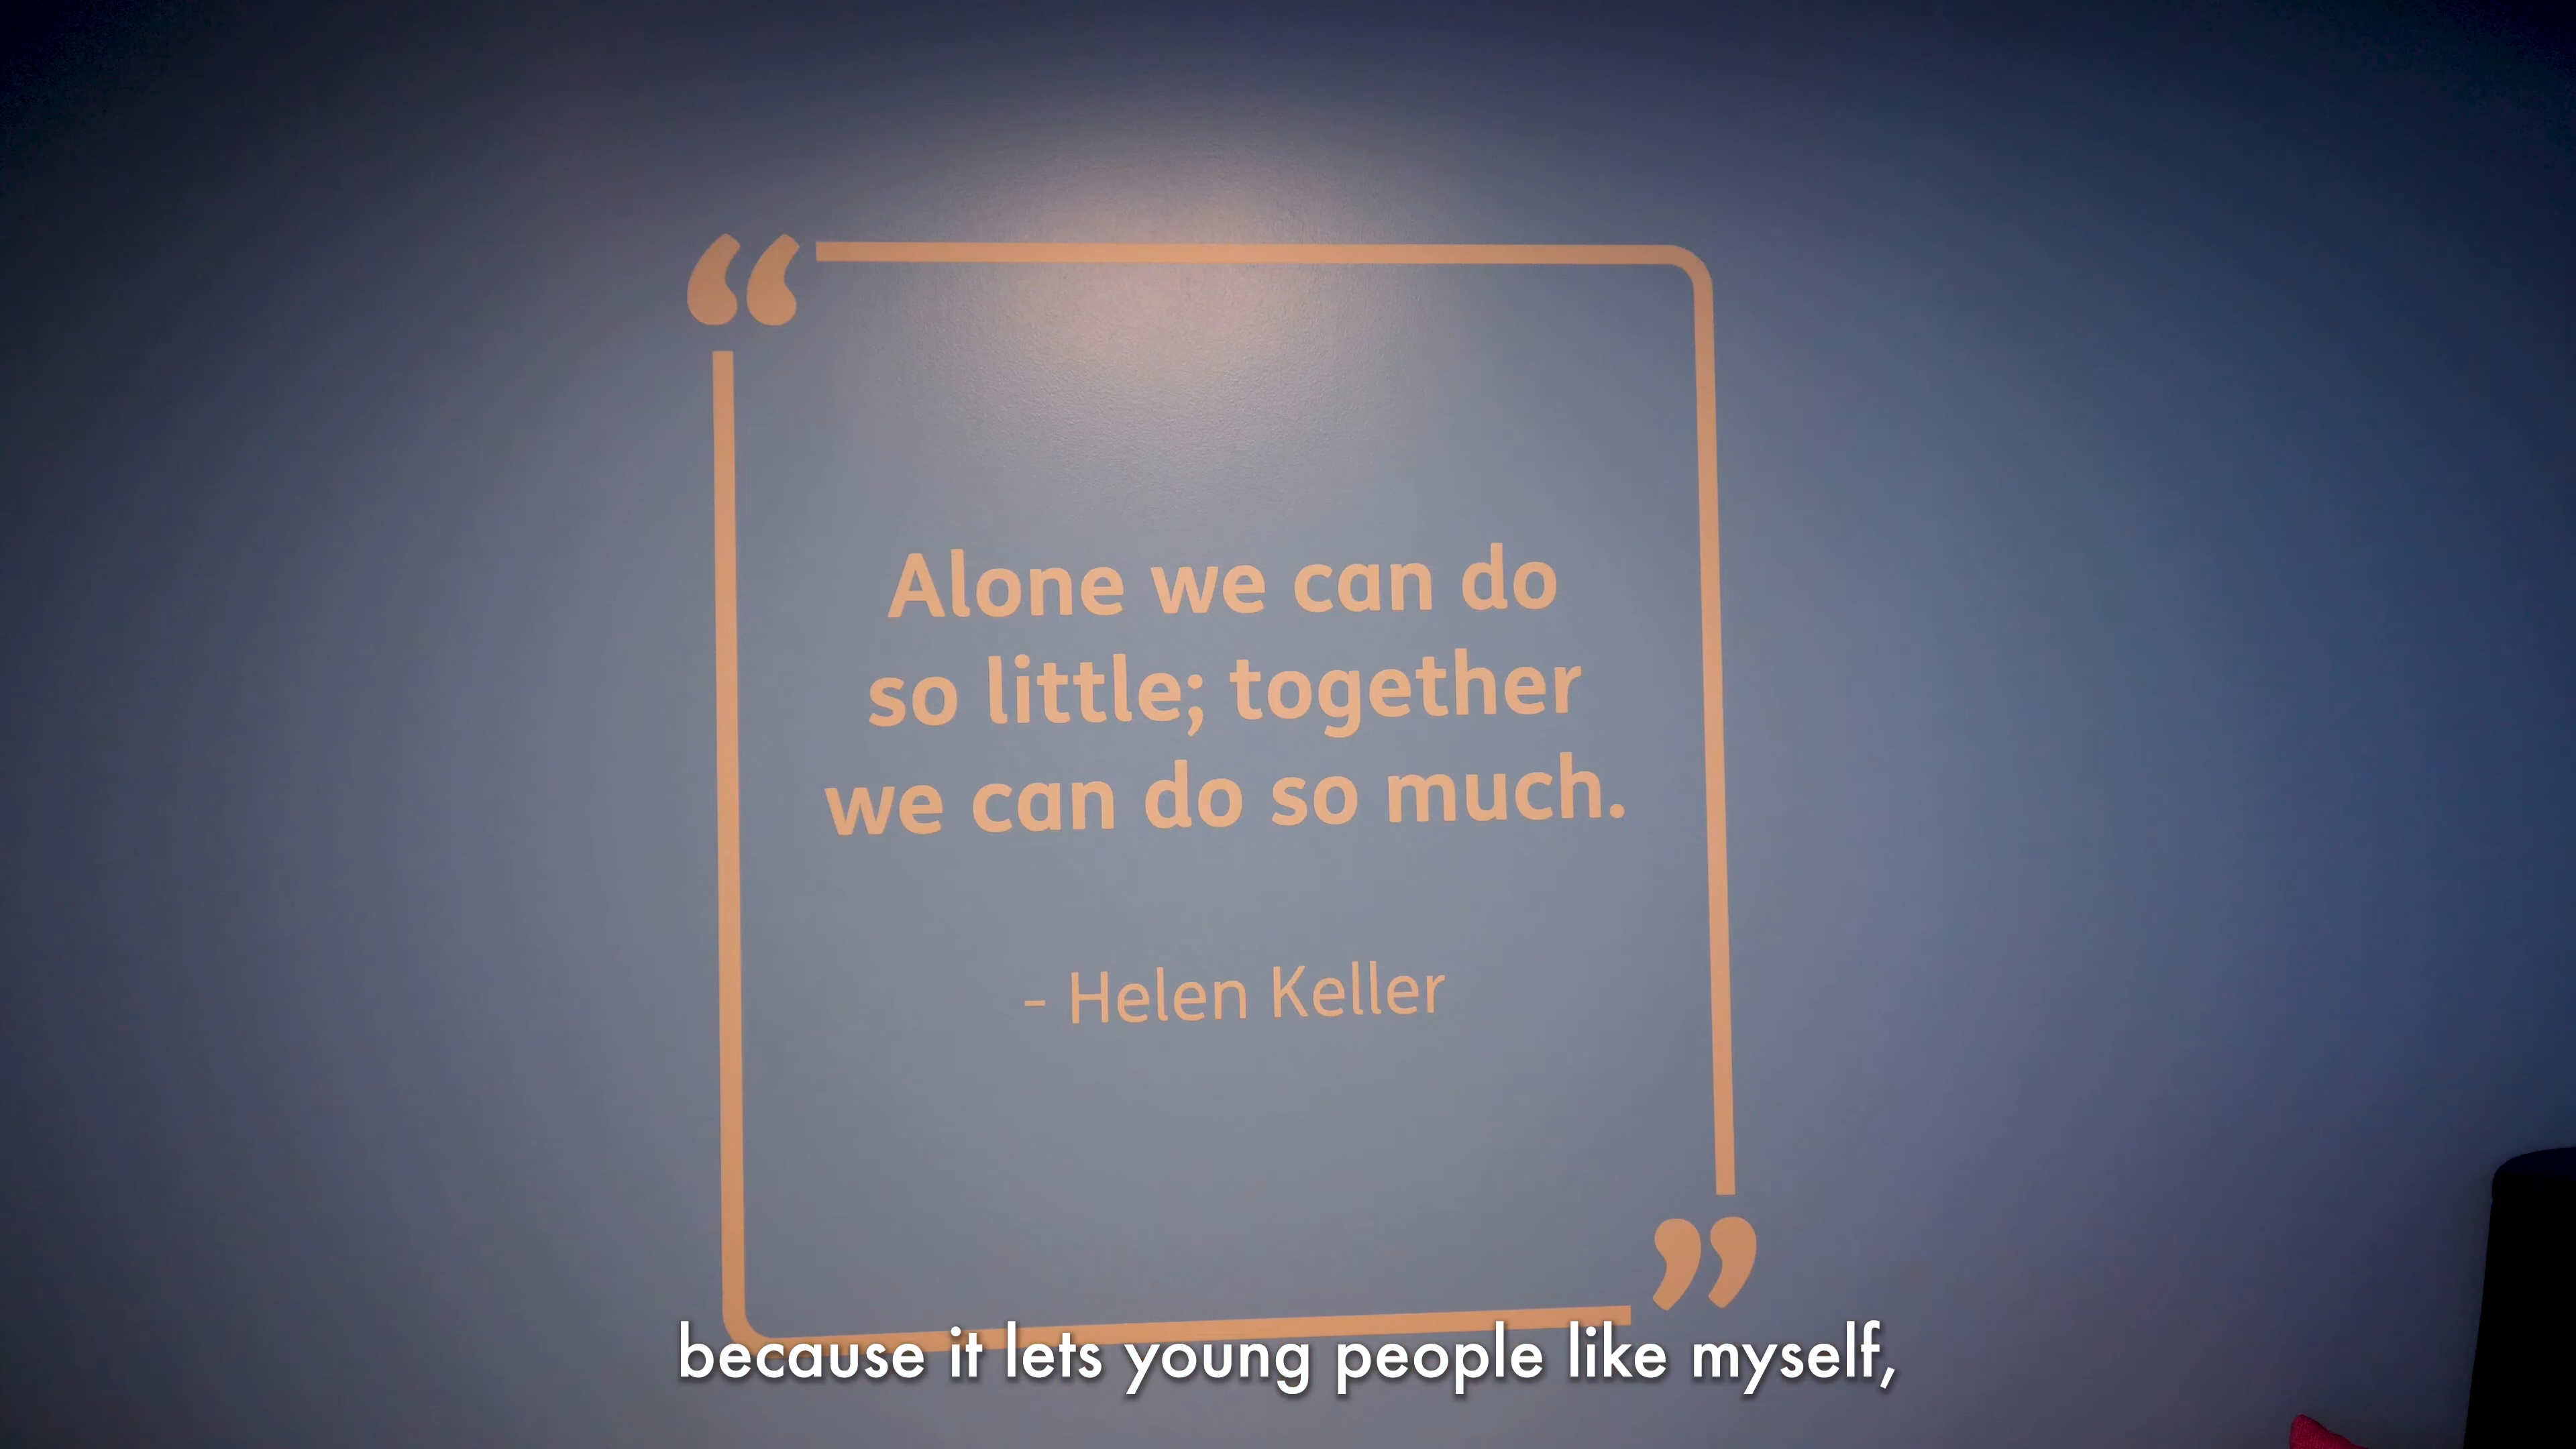 “
Alone we can do
so little; together
we can do so much.
- Helen Keller
”
because it lets young people like myself,